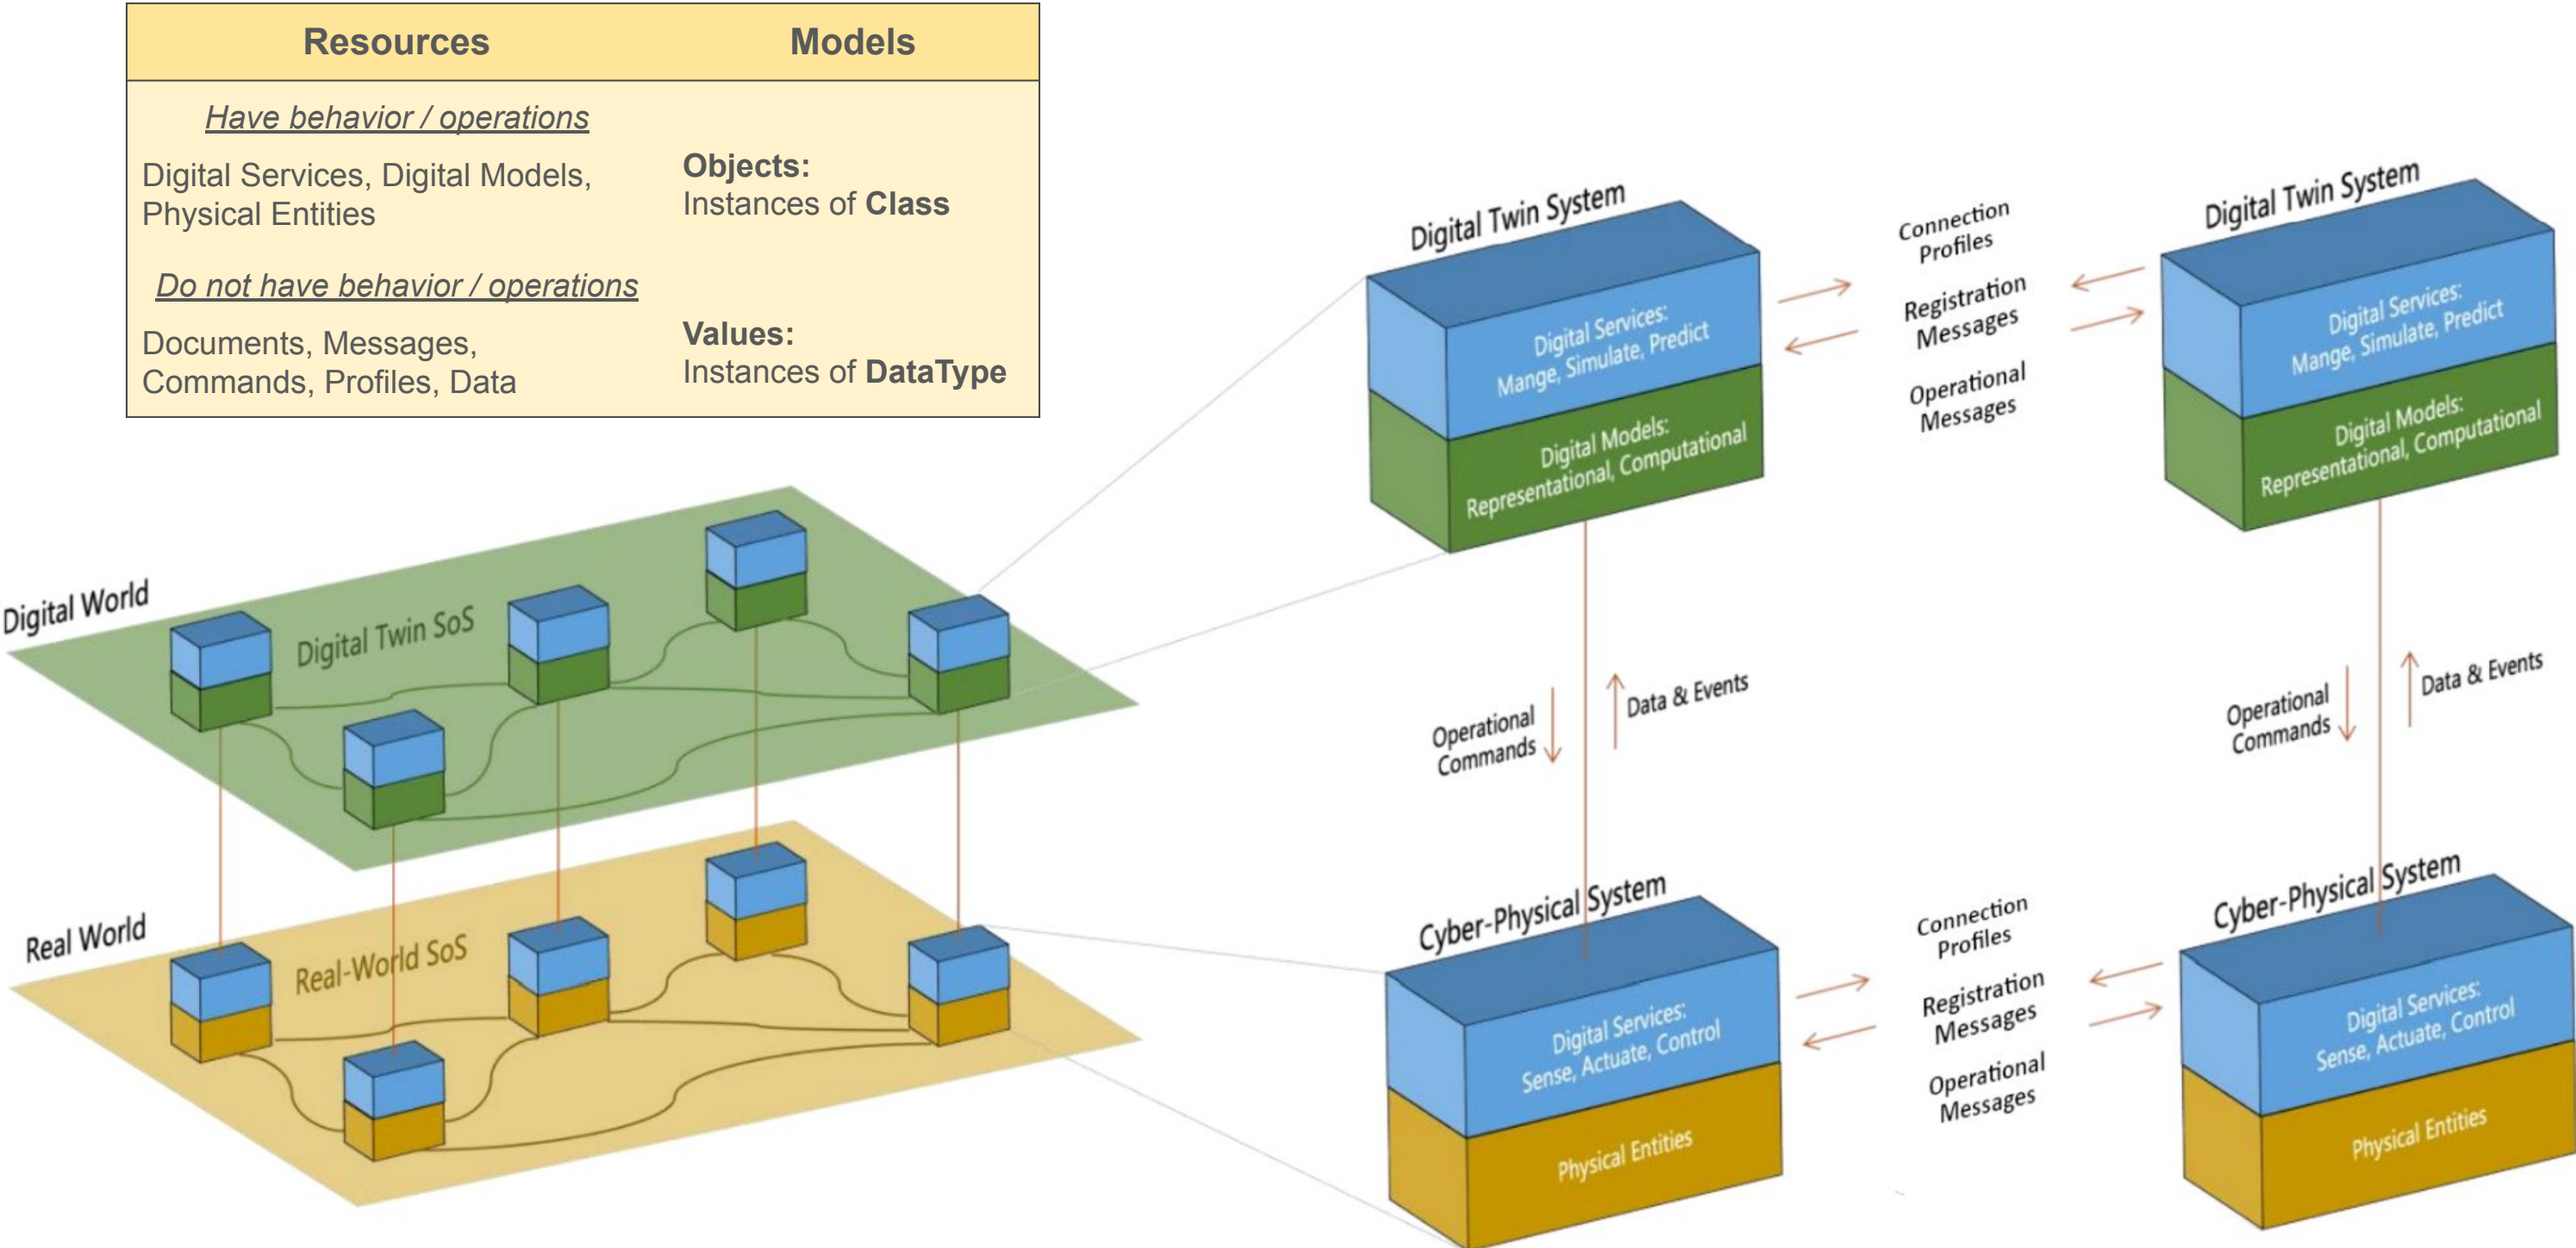 Resources Models
Have behavior / operations
Digital Services, Digital Models,
Physical Entities
Objects:
Instances of Class
Do not have behavior / operations
Documents, Messages,
Commands, Profiles, Data
Values:
Instances of DataType
Digital World
Digital Twin SoS
Real World
Real-World SoS
Digital Twin System
Digital Services:
Mange, Simulate, Predict
Digital Models:
Representational, Computational
Connection
Profiles
Registration
Messages
Operational
Messages
Digital Twin System
Digital Services:
Mange, Simulate, Predict
Digital Models:
Representational, Computational
Operational
Commands
Data & Events
Operational
Commands
Data & Events
Cyber-Physical System
Digital Services:
Sense, Actuate, Control
Physical Entities
Connection
Profiles
Registration
Messages
Operational
Messages
Cyber-Physical System
Digital Services:
Sense, Actuate, Control
Physical Entities